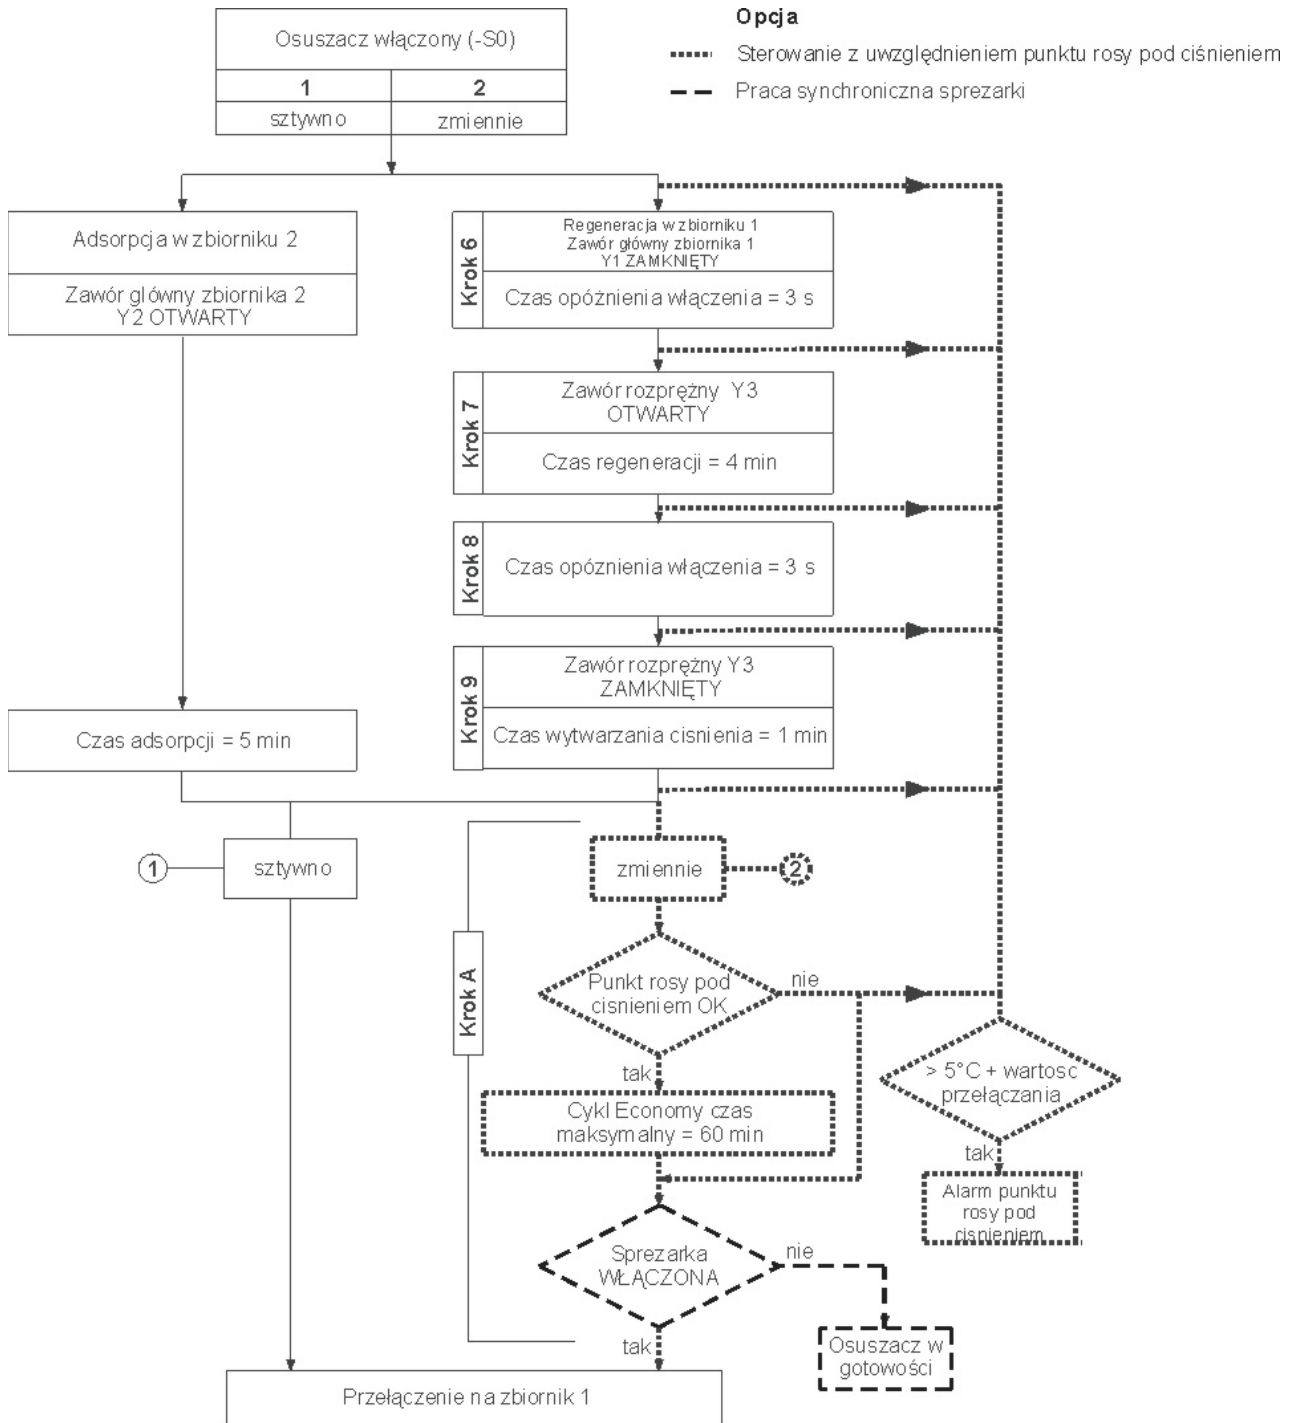 Opcja
Sterowanie z uwzględnieniem punktu rosy pod ciśnieniem
Praca synchroniczna sprezarki
Osuszacz włączony (-S0)
1
2
sztywno
zmiennie
Adsorpcja w zbiorniku 2
Zawór glówny zbiornika 2
Y2 OTWARTY
Krok 6
Regeneracja w zbiorniku 1
Zawór główny zbiornika 1
Y1 ZAMKNIĘTY
Czas opóżnienia włączenia = 3 s
Krok 7
Zawór rozprężny Y3
OTWARTY
Czas regeneracji = 4 min
Krok 8
Czas opóznienia włączenia = 3 s
Krok 9
Zawór rozprężny Y3
ZAMKNIĘTY
Czas wytwarzania cisnienia = 1 min
Czas adsorpcji = 5 min
1
sztywno
zmiennie
2
Krok A
Punkt rosy pod
cisnieniem OK
nie
tak
> 5°C + wartosc
przełączania
tak
Alarm punktu
rosy pod
cisnieniem
Cykl Economy czas
maksymalny = 60 min
Sprezarka
WŁĄCZONA
nie
tak
Osuszacz w
gotowości
Przełączenie na zbiornik 1